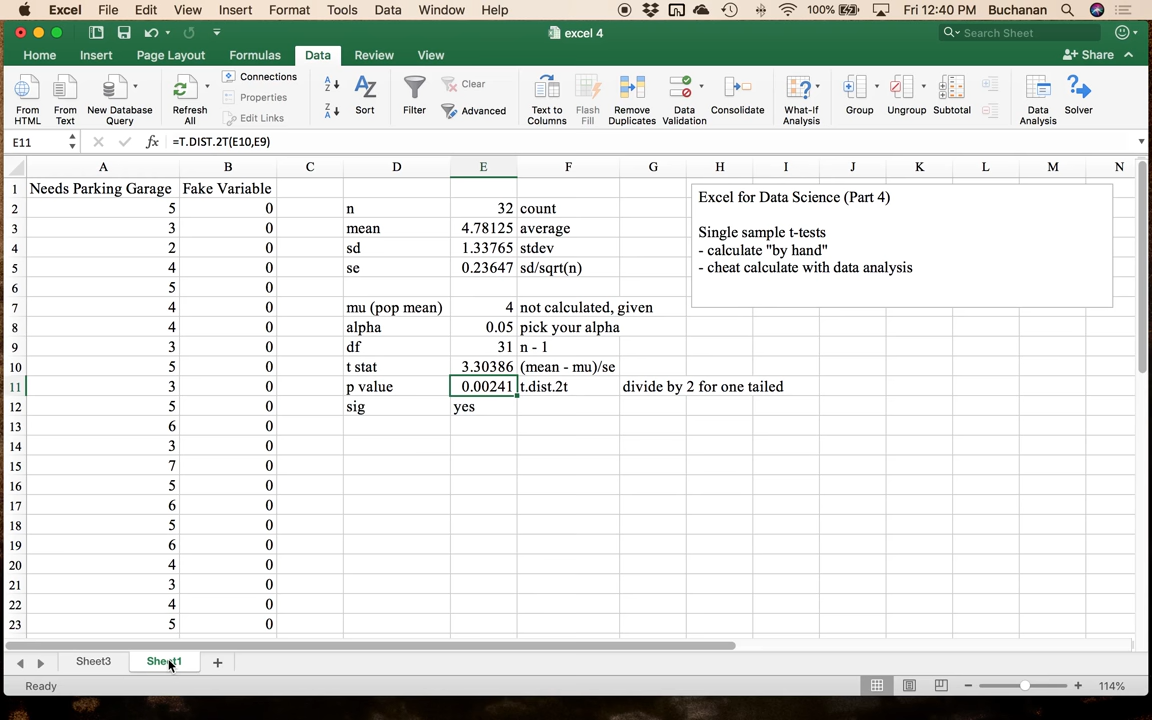 Excel File Edit View Insert Format Tools Data Window Help 100% Fri 12:40 PM Buchanan
excel 4
Search Sheet
Home Insert Page Layout Formulas Data Review View
Share
From HTML
From Text
New Database Query
Refresh All
Connections
Properties
Edit Links
Sort
Filter
Clear
Advanced
Text to Columns
Flash Fill
Remove Duplicates
Data Validation
Consolidate
What-If Analysis
Group
Ungroup
Subtotal
Data Analysis
Solver
E11 fx =T.DIST.2T(E10,E9)
A B C D E F G H I J K L M N
1 Needs Parking Garage Fake Variable
2 5 0 n 32 count
3 3 0 mean 4.78125 average
4 2 0 sd 1.33765 stdev
5 4 0 se 0.23647 sd/sqrt(n)
6 5 0
7 4 0 mu (pop mean) 4 not calculated, given
8 4 0 alpha 0.05 pick your alpha
9 3 0 df 31 n - 1
10 5 0 t stat 3.30386 (mean - mu)/se
11 3 0 p value 0.00241 t.dist.2t divide by 2 for one tailed
12 5 0 sig yes
13 6 0
14 3 0
15 7 0
16 5 0
17 6 0
18 5 0
19 6 0
20 4 0
21 3 0
22 4 0
23 5 0
Excel for Data Science (Part 4)
Single sample t-tests
- calculate "by hand"
- cheat calculate with data analysis
Sheet3 Sheet1 +
Ready
114%